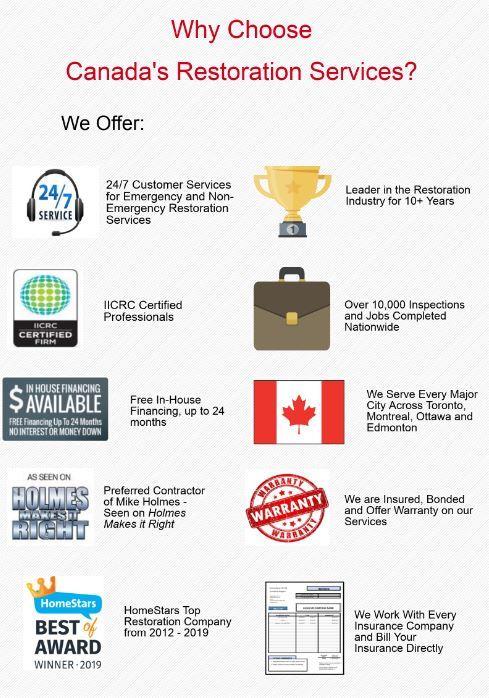 Why Choose
Canada's Restoration Services?
We Offer:
24/7
SERVICE
24/7 Customer Services
for Emergency and Non-
Emergency Restoration
Services
1
Leader in the Restoration
Industry for 10+ Years
IICRC
CERTIFIED
FIRM
IICRC Certified
Professionals
Over 10,000 Inspections
and Jobs Completed
Nationwide
IN HOUSE FINANCING
$ AVAILABLE
FREE Financing Up To 24 Months
NO INTEREST OR MONEY DOWN
Free In-House
Financing, up to 24
months
We Serve Every Major
City Across Toronto,
Montreal, Ottawa and
Edmonton
AS SEEN ON
HOLMES
MAKES IT
RIGHT
Preferred Contractor
of Mike Holmes -
Seen on Holmes
Makes it Right
WARRANTY
WARRANTY
WARRANTY
We are Insured, Bonded
and Offer Warranty on our
Services
HomeStars
BEST of
AWARD
WINNER · 2019
HomeStars Top
Restoration Company
from 2012 - 2019
We Work With Every
Insurance Company
and Bill Your
Insurance Directly